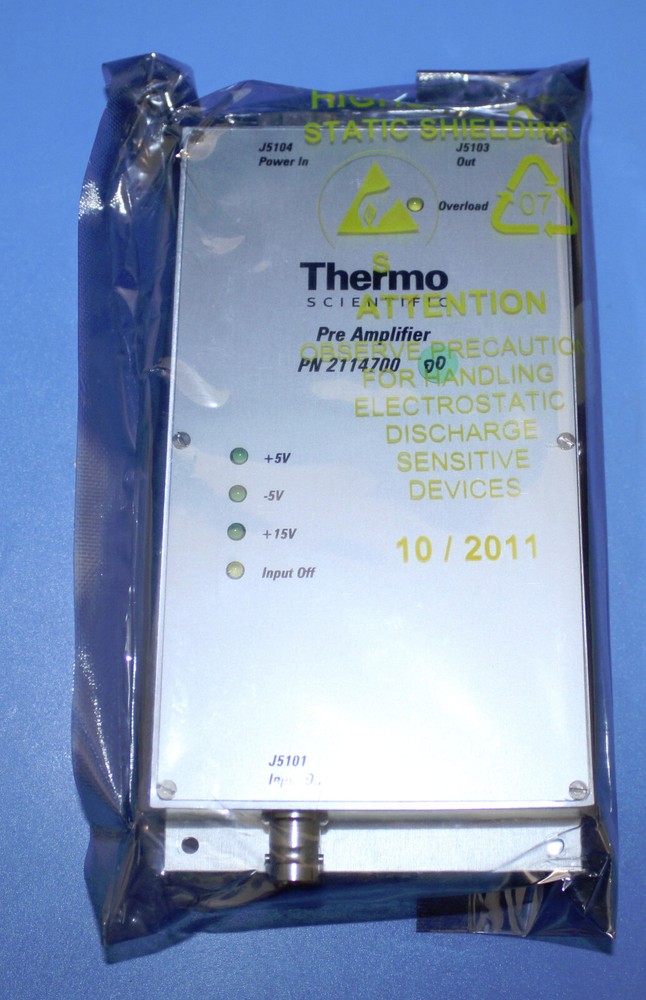 STATIC SHIELDING
J5104
Power In
J5103
Out
Overload
07
S
Thermo
SCIENTIFIC
ATTENTION
Pre Amplifier
OBSERVE PRECAUTION
PN 2114700 00
FOR HANDLING
ELECTROSTATIC
DISCHARGE
SENSITIVE
DEVICES
+5V
-5V
+15V
10 / 2011
Input Off
J5101